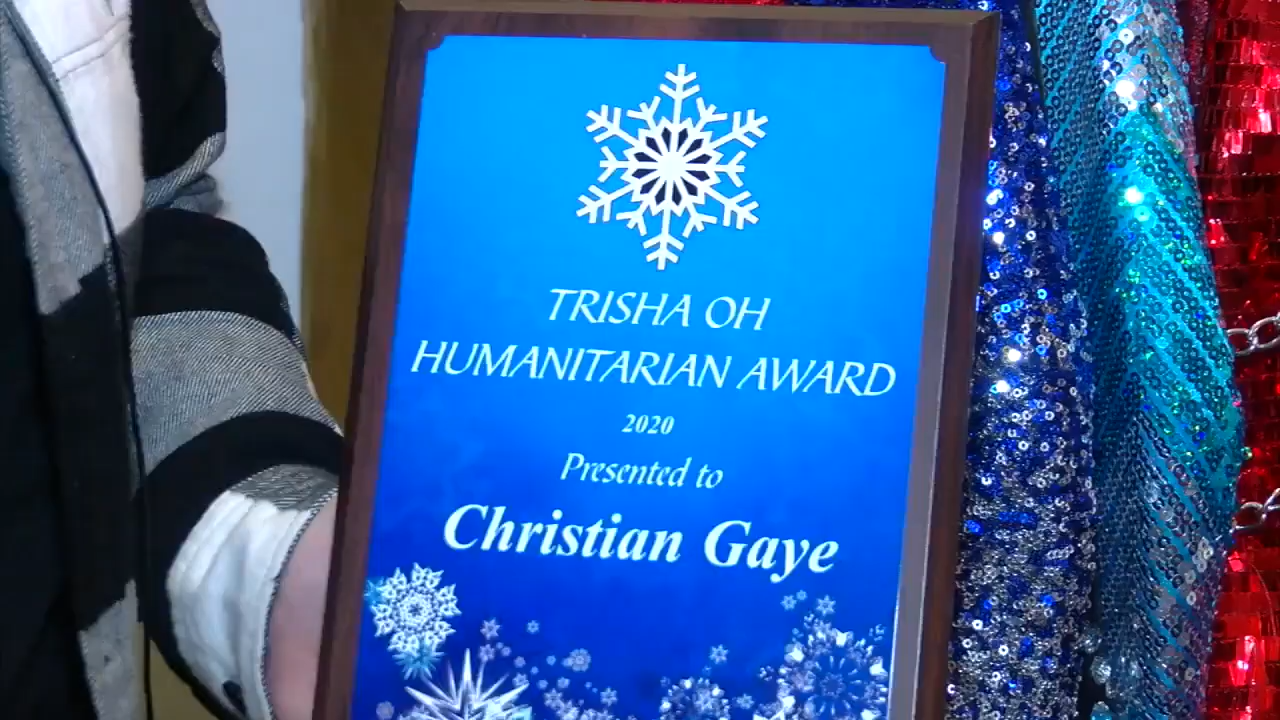 TRISHA OH
HUMANITARIAN AWARD
2020
Presented to
Christian Gaye